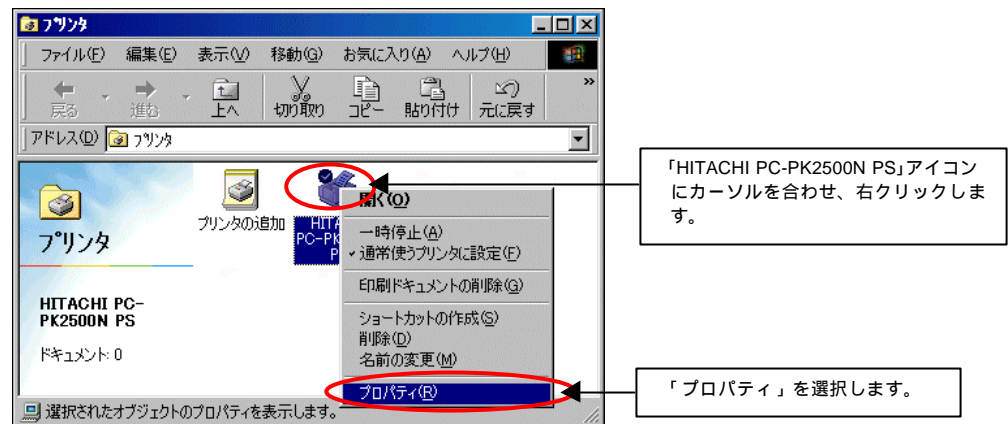 プリンタ
ファイル(F) 編集(E) 表示(V) 移動(G) お気に入り(A) ヘルプ(H)
戻る 進む 上へ 切り取り コピー 貼り付け 元に戻す »
アドレス(D) プリンタ
プリンタ
HITACHI PC-
PK2500N PS
ドキュメント: 0
プリンタの追加
PC-PK
開く(O)
一時停止(A)
通常使うプリンタに設定(F)
印刷ドキュメントの削除(G)
ショートカットの作成(S)
削除(D)
名前の変更(M)
プロパティ(R)
選択されたオブジェクトのプロパティを表示します。
「HITACHI PC-PK2500N PS」アイコン
にカーソルを合わせ、右クリックしま
す。
「プロパティ」を選択します。